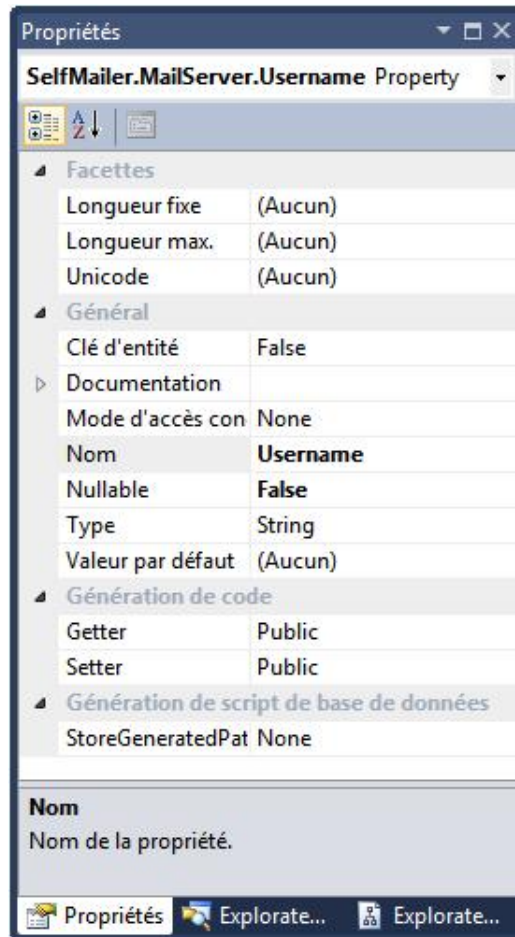 Propriétés
SelfMailer.MailServer.Username Property
Facettes
Longueur fixe (Aucun)
Longueur max. (Aucun)
Unicode (Aucun)
Général
Clé d'entité False
Documentation
Mode d'accès con None
Nom Username
Nullable False
Type String
Valeur par défaut (Aucun)
Génération de code
Getter Public
Setter Public
Génération de script de base de données
StoreGeneratedPat None
Nom
Nom de la propriété.
Propriétés Explorate... Explorate...